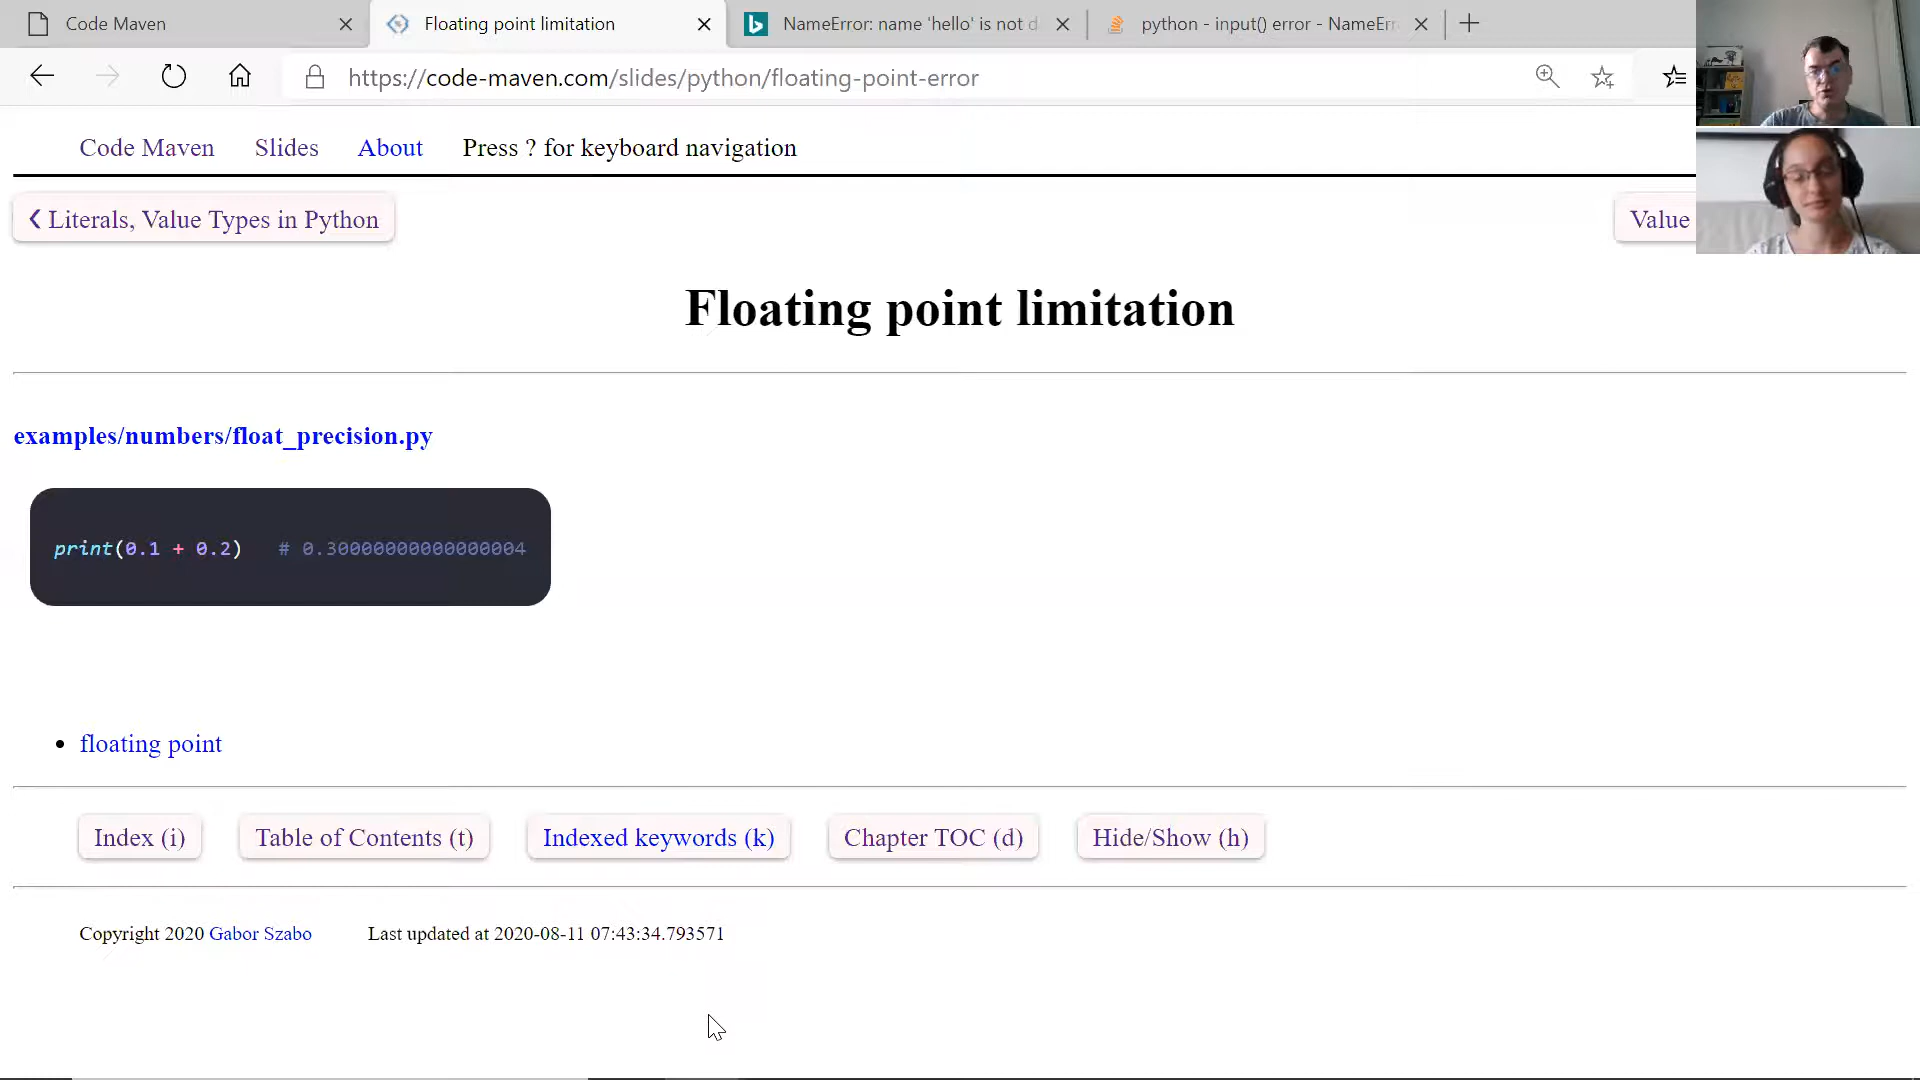 Code Maven
Floating point limitation
NameError: name 'hello' is not d
python - input() error - NameErr
https://code-maven.com/slides/python/floating-point-error
Code Maven Slides About Press ? for keyboard navigation
❮ Literals, Value Types in Python
Value
Floating point limitation
examples/numbers/float_precision.py
print(0.1 + 0.2)   # 0.30000000000000004
• floating point
Index (i) Table of Contents (t) Indexed keywords (k) Chapter TOC (d) Hide/Show (h)
Copyright 2020 Gabor Szabo Last updated at 2020-08-11 07:43:34.793571